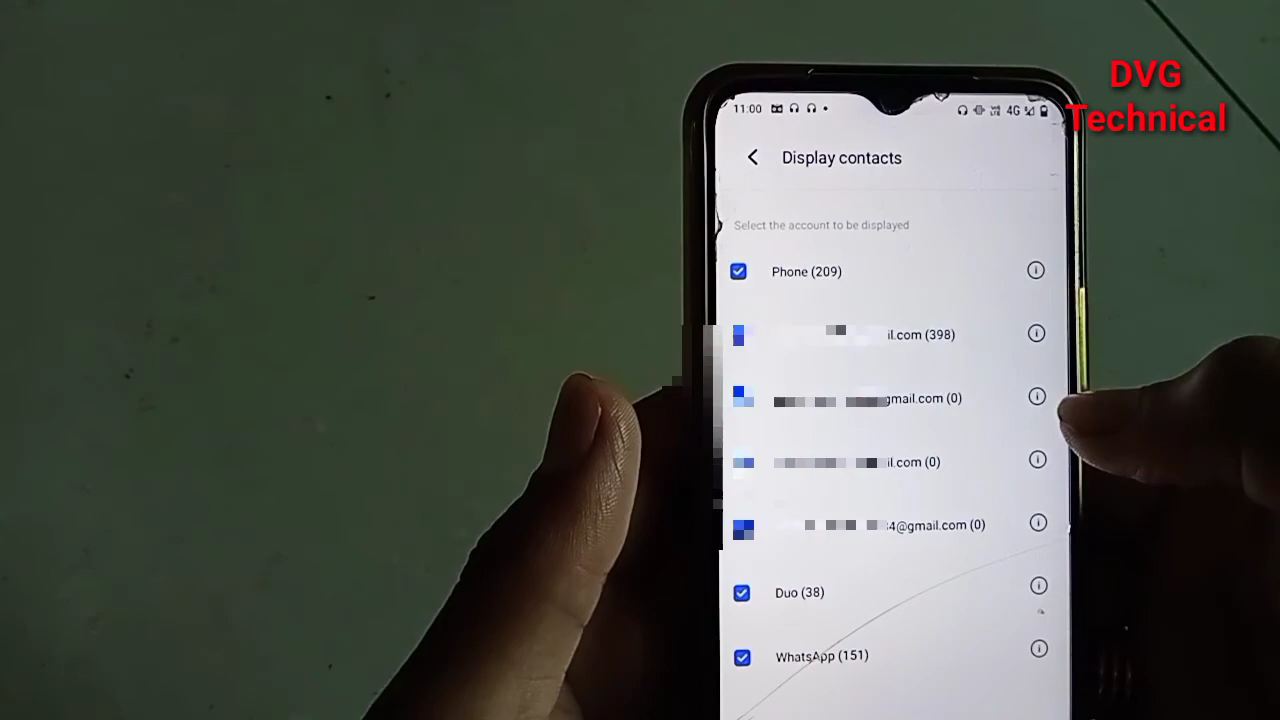 DVG
Technical
11:00
4G
Display contacts
Select the account to be displayed
Phone (209)
il.com (398)
gmail.com (0)
il.com (0)
4@gmail.com (0)
Duo (38)
WhatsApp (151)